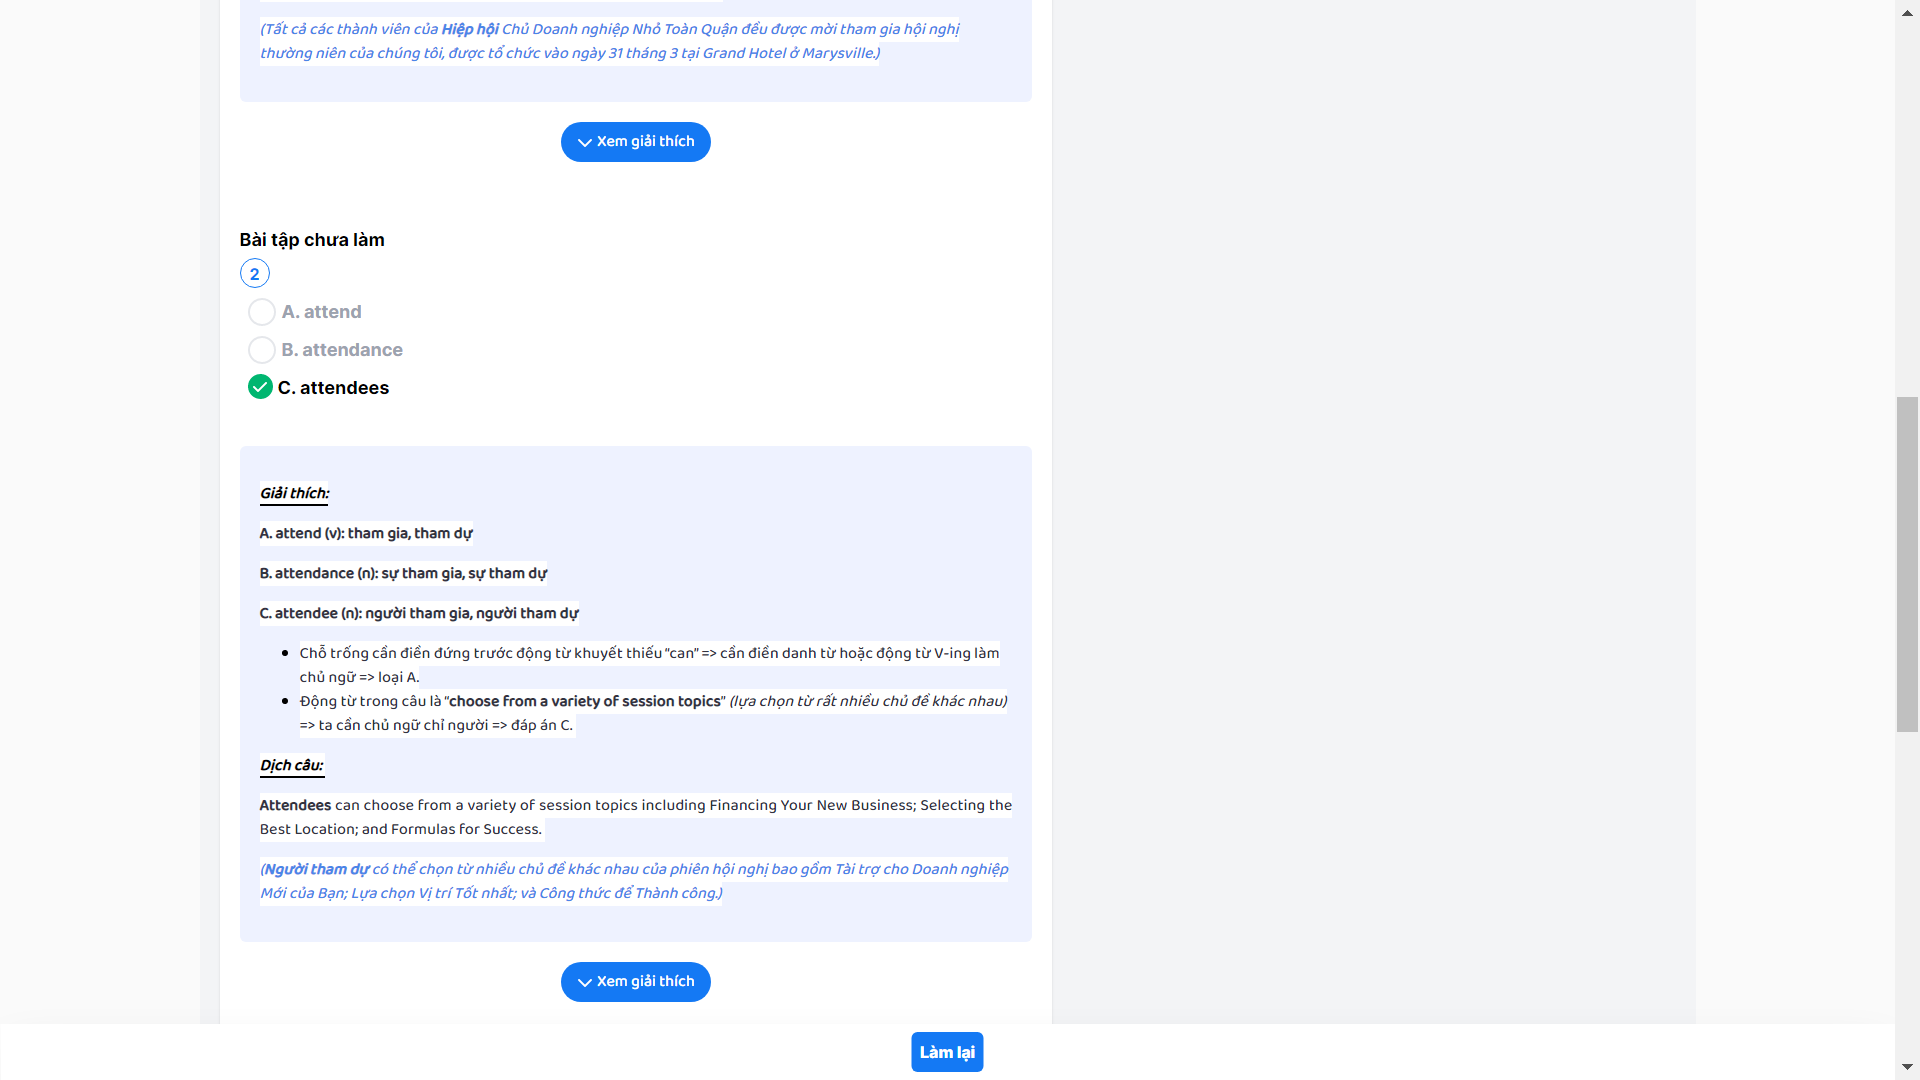 (Tất cả các thành viên của Hiệp hội Chủ Doanh nghiệp Nhỏ Toàn Quận đều được mời tham gia hội nghị
thường niên của chúng tôi, được tổ chức vào ngày 31 tháng 3 tại Grand Hotel ở Marysville.)
Xem giải thích
Bài tập chưa làm
2
A. attend
B. attendance
C. attendees
Giải thích:
A. attend (v): tham gia, tham dự
B. attendance (n): sự tham gia, sự tham dự
C. attendee (n): người tham gia, người tham dự
• Chỗ trống cần điền đứng trước động từ khuyết thiếu “can” => cần điền danh từ hoặc động từ V-ing làm
chủ ngữ => loại A.
• Động từ trong câu là “choose from a variety of session topics” (lựa chọn từ rất nhiều chủ đề khác nhau)
=> ta cần chủ ngữ chỉ người => đáp án C.
Dịch câu:
Attendees can choose from a variety of session topics including Financing Your New Business; Selecting the
Best Location; and Formulas for Success.
(Người tham dự có thể chọn từ nhiều chủ đề khác nhau của phiên hội nghị bao gồm Tài trợ cho Doanh nghiệp
Mới của Bạn; Lựa chọn Vị trí Tốt nhất; và Công thức để Thành công.)
Xem giải thích
Làm lại